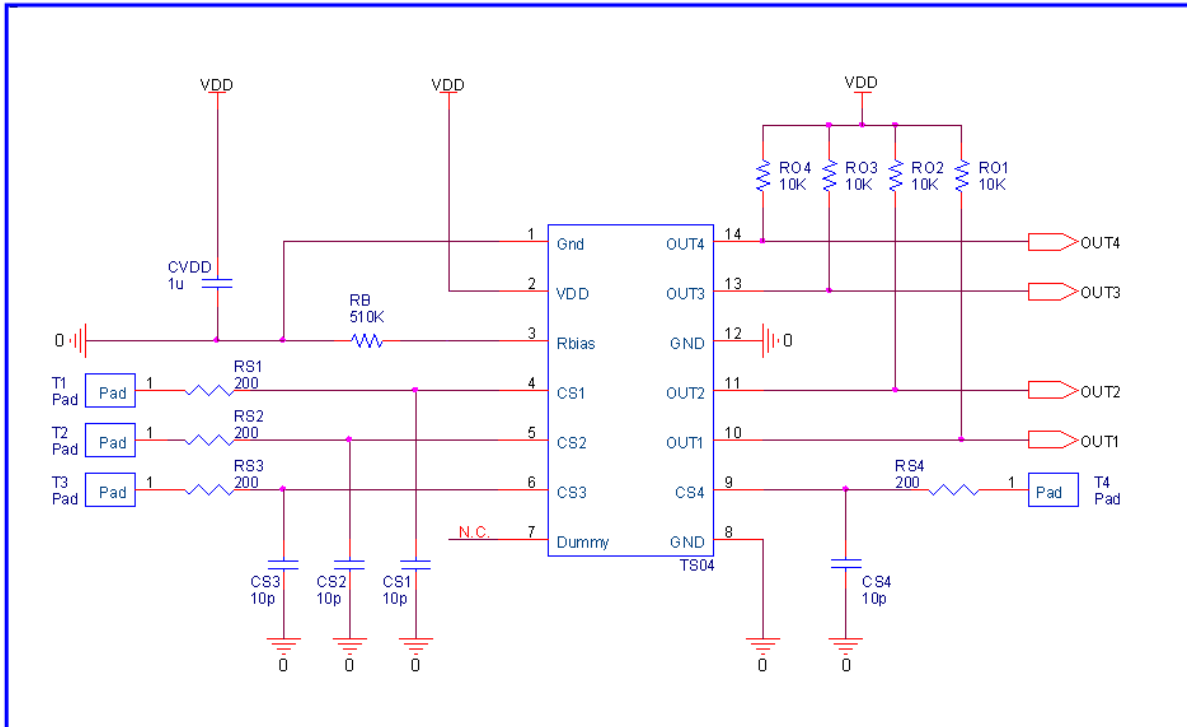 VDD
VDD
VDD
RO4
10K
RO3
10K
RO2
10K
RO1
10K
1
Gnd
OUT4
14
OUT4
CVDD
1u
2
VDD
OUT3
13
OUT3
RB
510K
0
3
Rbias
GND
12
0
T1
Pad
Pad
1
RS1
200
4
CS1
OUT2
11
OUT2
T2
Pad
Pad
1
RS2
200
5
CS2
OUT1
10
OUT1
T3
Pad
Pad
1
RS3
200
6
CS3
CS4
9
RS4
200
1
Pad
T4
Pad
N.C.
7
Dummy
GND
8
TS04
CS3
10p
CS2
10p
CS1
10p
CS4
10p
0
0
0
0
0